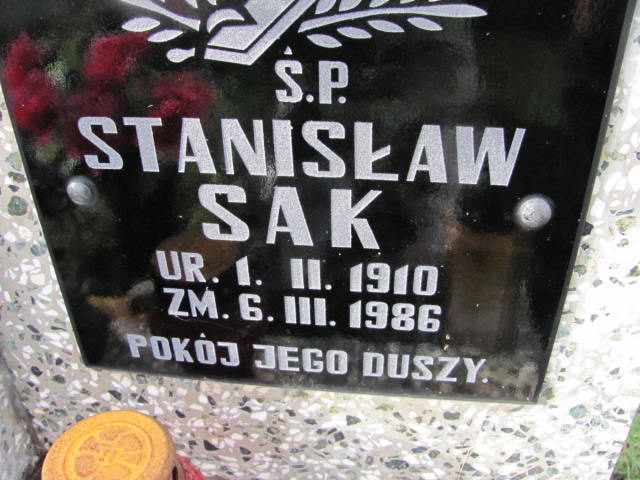 Ś.P.
STANISŁAW
SAK
UR. 1. II. 1910
ZM. 6. III. 1986
POKÓJ JEGO DUSZY.